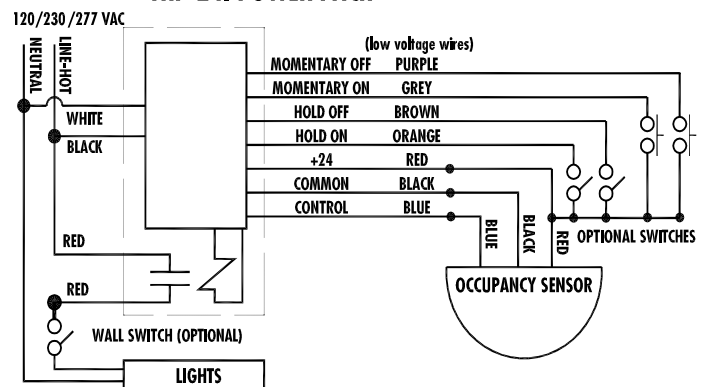 120/230/277 VAC
NEUTRAL
LINE-HOT
(low voltage wires)
MOMENTARY OFF PURPLE
MOMENTARY ON GREY
WHITE
HOLD OFF BROWN
BLACK
HOLD ON ORANGE
+24 RED
COMMON BLACK
CONTROL BLUE
BLUE
BLACK
RED
OPTIONAL SWITCHES
RED
RED
OCCUPANCY SENSOR
WALL SWITCH (OPTIONAL)
LIGHTS